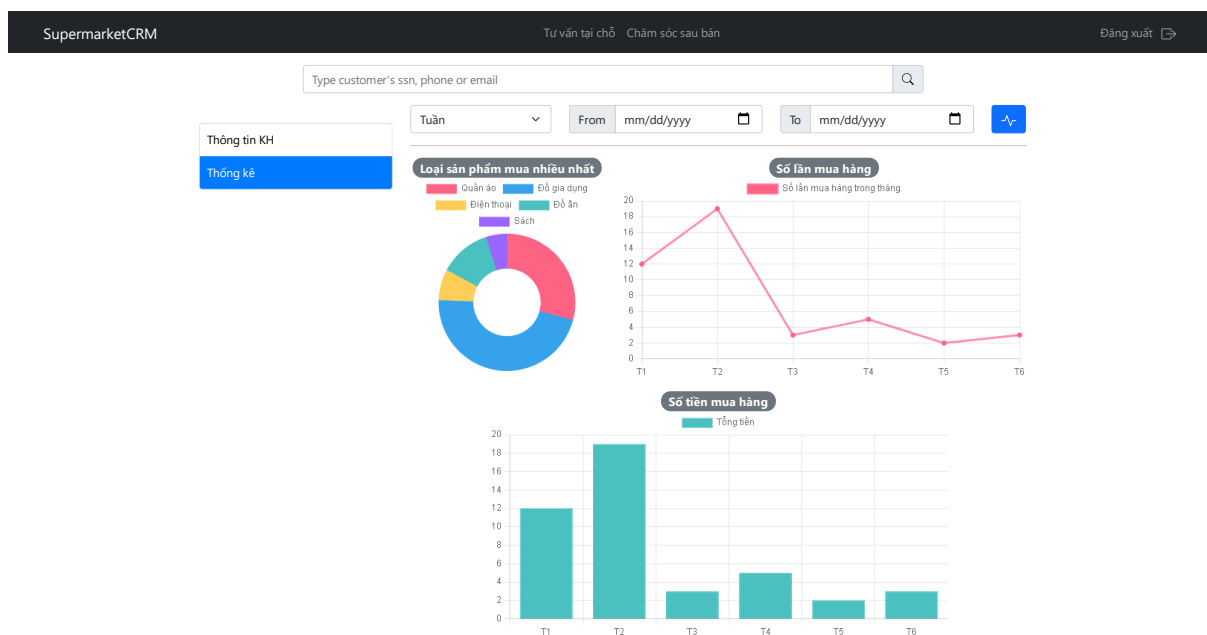 SupermarketCRM Tư vấn tại chỗ Chăm sóc sau bán Đăng xuất
Type customer's ssn, phone or email
Tuần From mm/dd/yyyy To mm/dd/yyyy
Thông tin KH
Thống kê
Loại sản phẩm mua nhiều nhất
Quần áo Đồ gia dụng
Điện thoại Đồ ăn
Sách
Số lần mua hàng
Số lần mua hàng trong tháng
20
18
16
14
12
10
8
6
4
2
0
T1 T2 T3 T4 T5 T6
Số tiền mua hàng
Tổng tiền
20
18
16
14
12
10
8
6
4
2
0
T1 T2 T3 T4 T5 T6